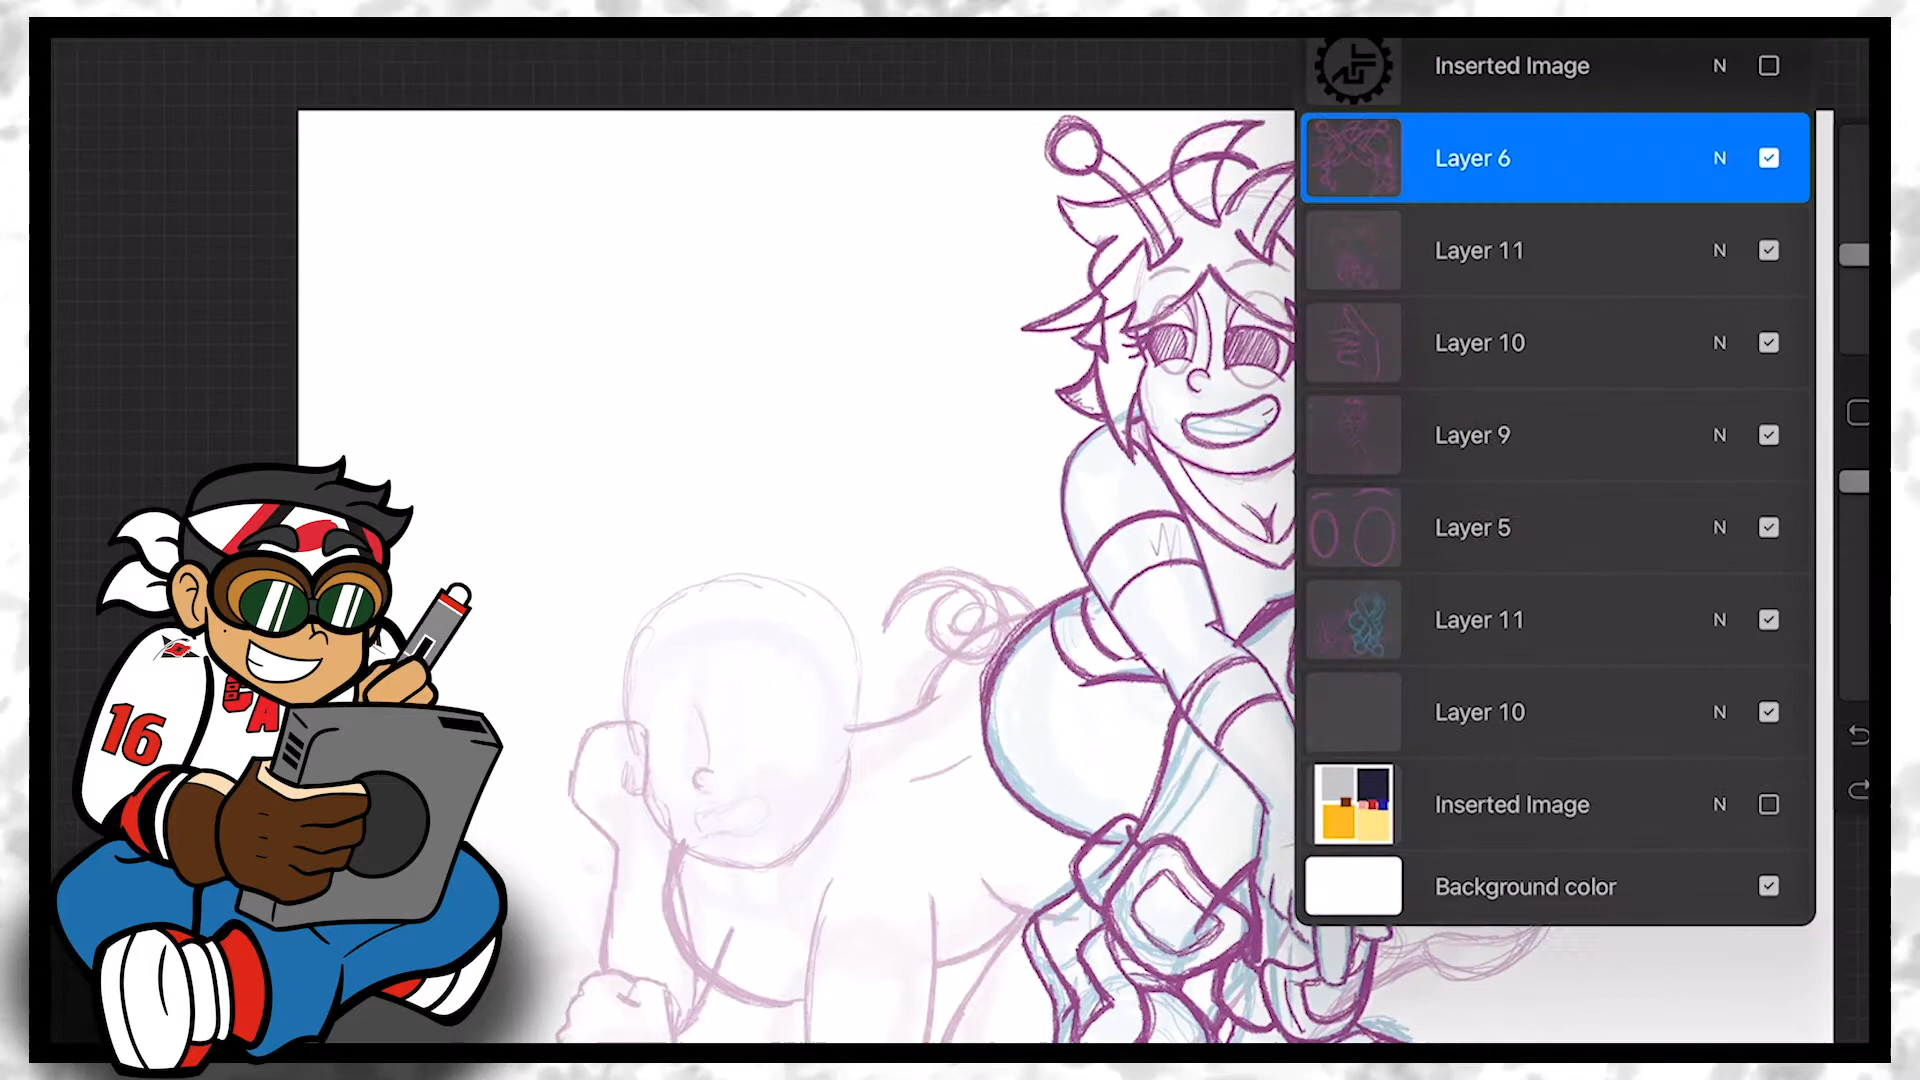 Inserted Image N
Layer 6 N
Layer 11 N
Layer 10 N
Layer 9 N
Layer 5 N
Layer 11 N
Layer 10 N
Inserted Image N
Background color
16